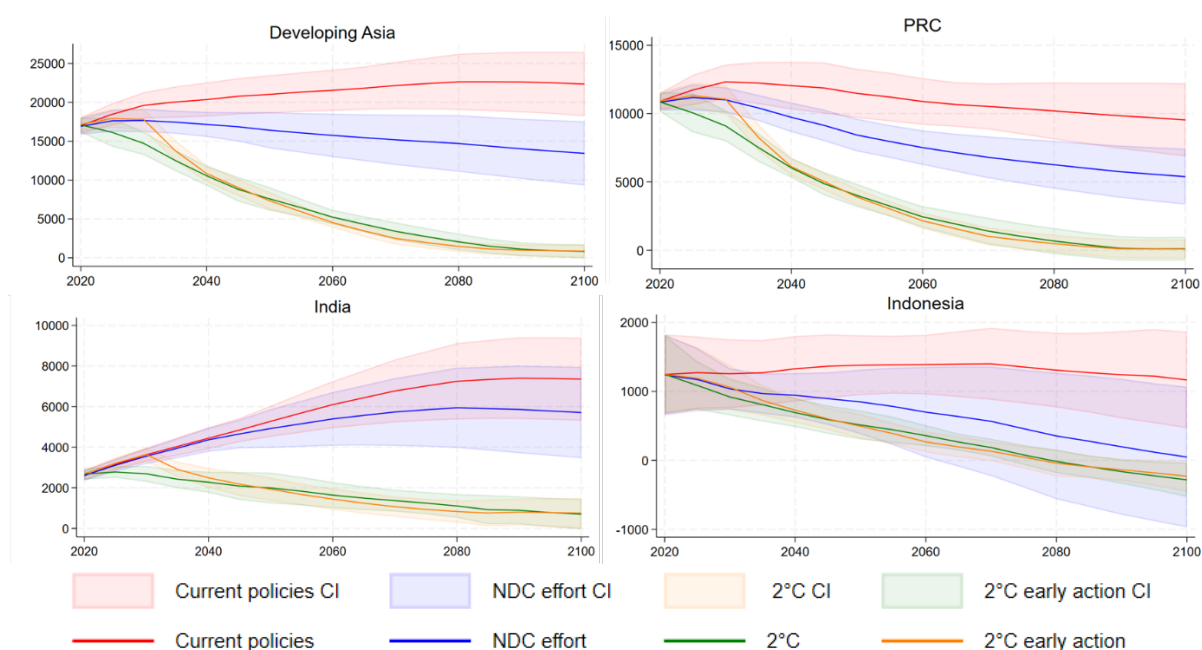 Developing Asia
25000
20000
15000
10000
5000
0
2020 2040 2060 2080 2100
PRC
15000
10000
5000
0
2020 2040 2060 2080 2100
India
10000
8000
6000
4000
2000
0
2020 2040 2060 2080 2100
Indonesia
2000
1000
0
-1000
2020 2040 2060 2080 2100
Current policies CI NDC effort CI 2°C CI 2°C early action CI
Current policies NDC effort 2°C 2°C early action